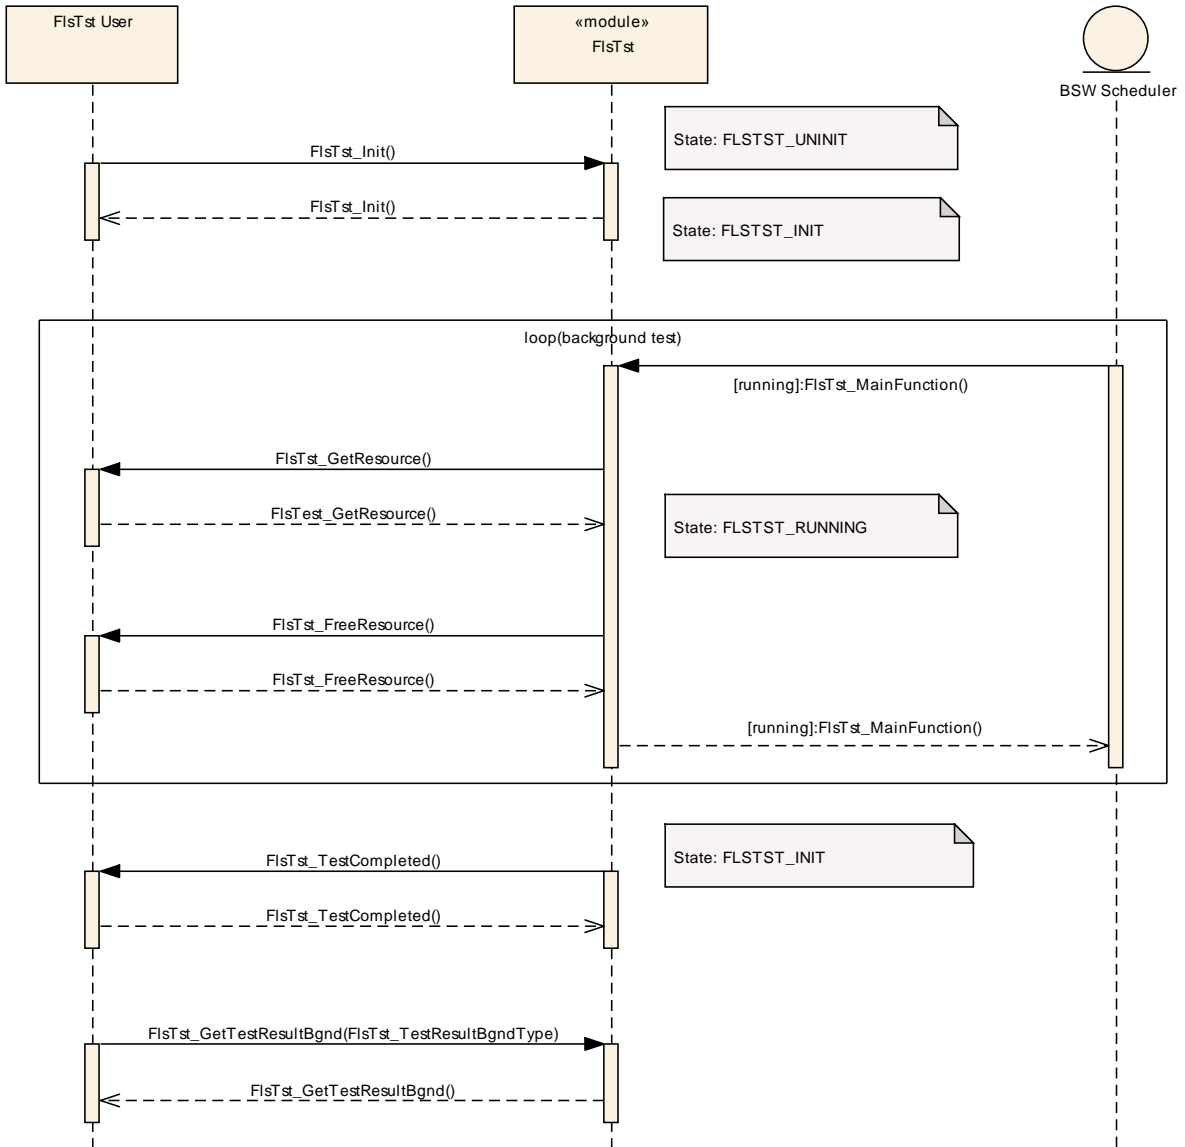 FlsTst User
«module»
FlsTst
BSW Scheduler
State: FLSTST_UNINIT
FlsTst_Init()
FlsTst_Init()
State: FLSTST_INIT
loop(background test)
[running]:FlsTst_MainFunction()
FlsTst_GetResource()
FlsTest_GetResource()
State: FLSTST_RUNNING
FlsTst_FreeResource()
FlsTst_FreeResource()
[running]:FlsTst_MainFunction()
State: FLSTST_INIT
FlsTst_TestCompleted()
FlsTst_TestCompleted()
FlsTst_GetTestResultBgnd(FlsTst_TestResultBgndType)
FlsTst_GetTestResultBgnd()